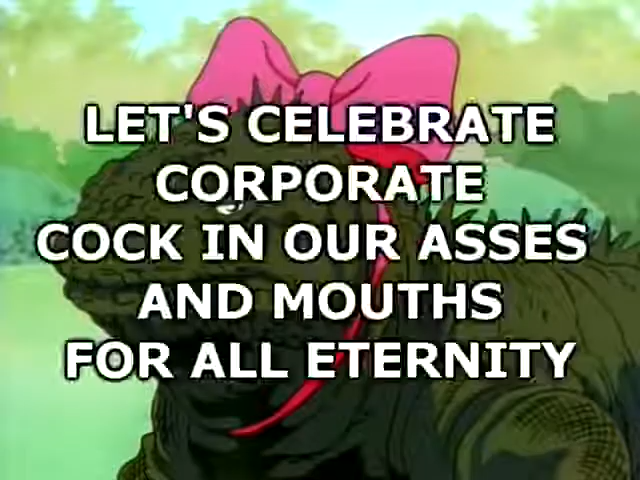 LET'S CELEBRATE
CORPORATE
COCK IN OUR ASSES
AND MOUTHS
FOR ALL ETERNITY